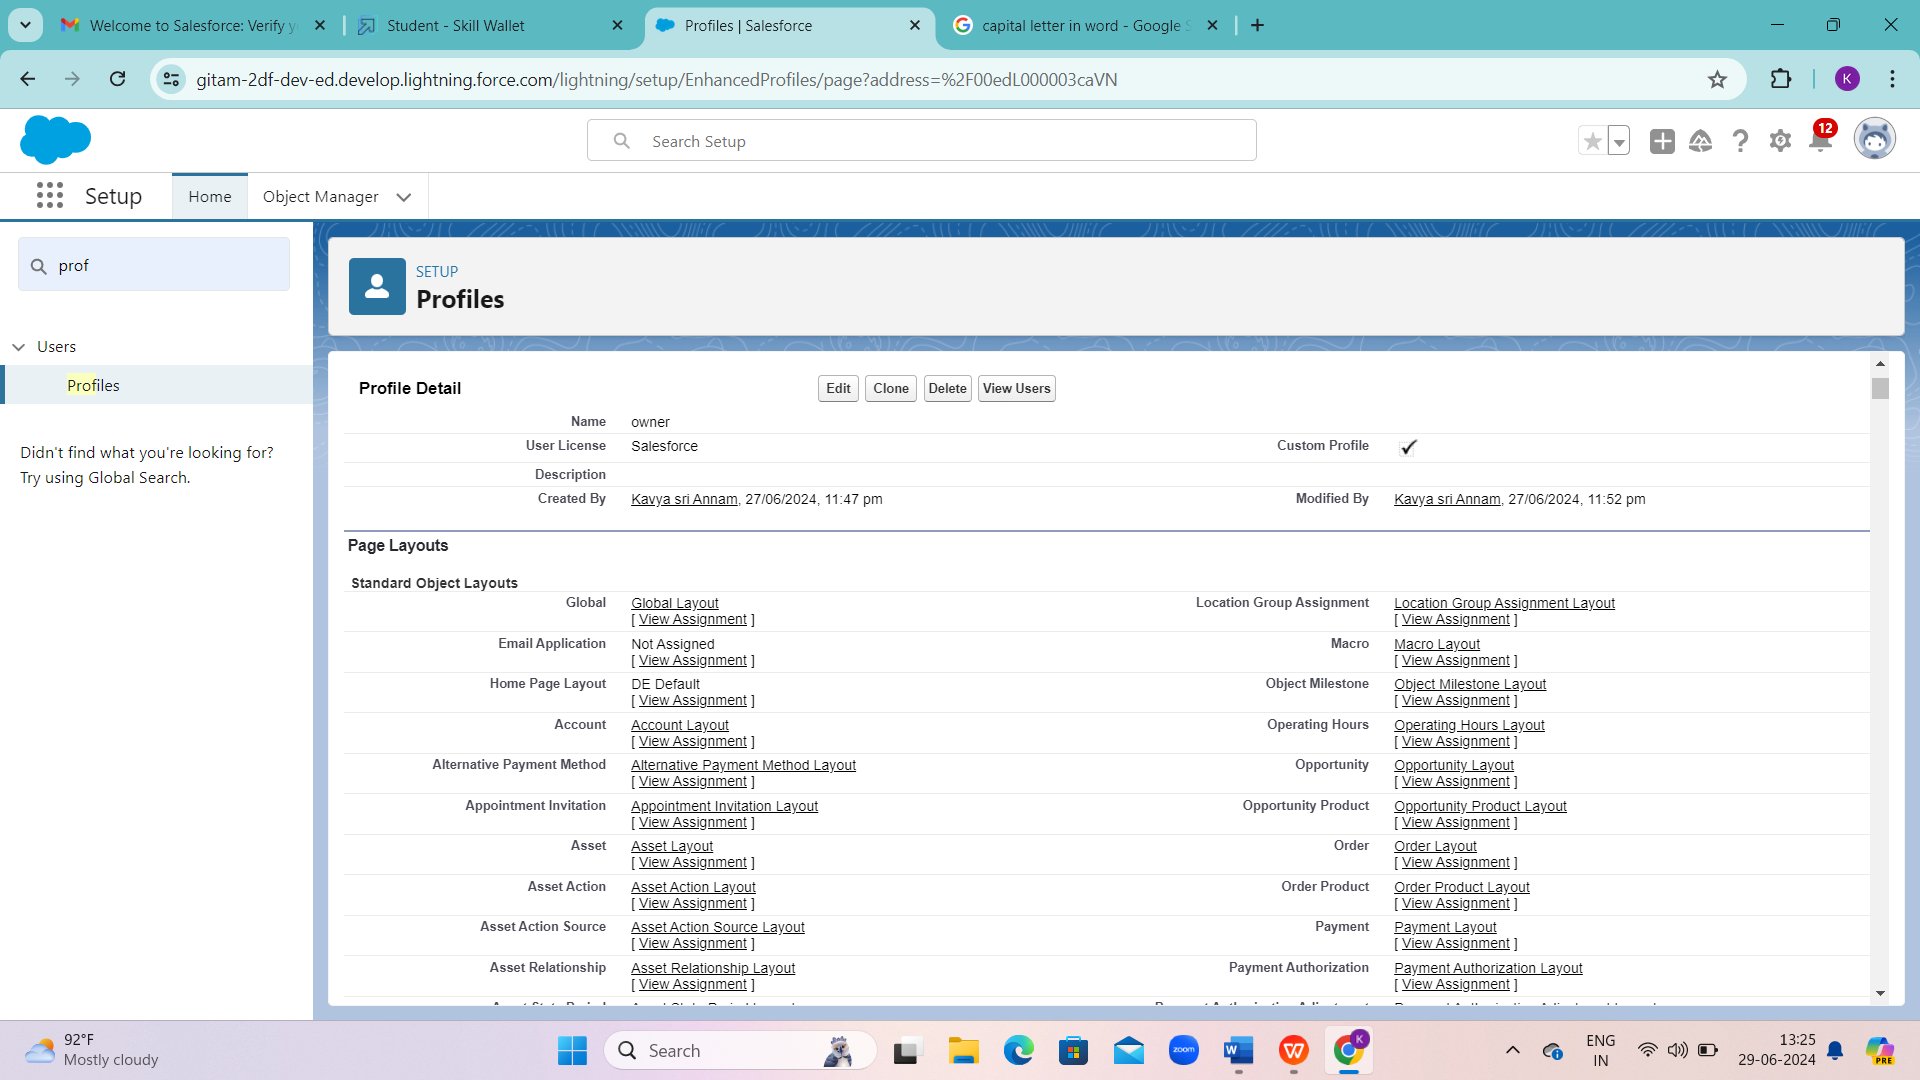 Welcome to Salesforce: Verify y
Student - Skill Wallet
Profiles | Salesforce
capital letter in word - Google S
gitam-2df-dev-ed.develop.lightning.force.com/lightning/setup/EnhancedProfiles/page?address=%2F00edL000003caVN
K
Search Setup
12
Setup
Home
Object Manager
prof
Users
Profiles
Didn't find what you're looking for?
Try using Global Search.
SETUP
Profiles
Profile Detail
Edit Clone Delete View Users
Name owner
User License Salesforce Custom Profile
Description
Created By Kavya sri Annam, 27/06/2024, 11:47 pm Modified By Kavya sri Annam, 27/06/2024, 11:52 pm
Page Layouts
Standard Object Layouts
Global Global Layout Location Group Assignment Location Group Assignment Layout
[ View Assignment ] [ View Assignment ]
Email Application Not Assigned Macro Macro Layout
[ View Assignment ] [ View Assignment ]
Home Page Layout DE Default Object Milestone Object Milestone Layout
[ View Assignment ] [ View Assignment ]
Account Account Layout Operating Hours Operating Hours Layout
[ View Assignment ] [ View Assignment ]
Alternative Payment Method Alternative Payment Method Layout Opportunity Opportunity Layout
[ View Assignment ] [ View Assignment ]
Appointment Invitation Appointment Invitation Layout Opportunity Product Opportunity Product Layout
[ View Assignment ] [ View Assignment ]
Asset Asset Layout Order Order Layout
[ View Assignment ] [ View Assignment ]
Asset Action Asset Action Layout Order Product Order Product Layout
[ View Assignment ] [ View Assignment ]
Asset Action Source Asset Action Source Layout Payment Payment Layout
[ View Assignment ] [ View Assignment ]
Asset Relationship Asset Relationship Layout Payment Authorization Payment Authorization Layout
[ View Assignment ] [ View Assignment ]
92°F
Mostly cloudy
Search
zoom
K
ENG
IN
13:25
29-06-2024
PRE